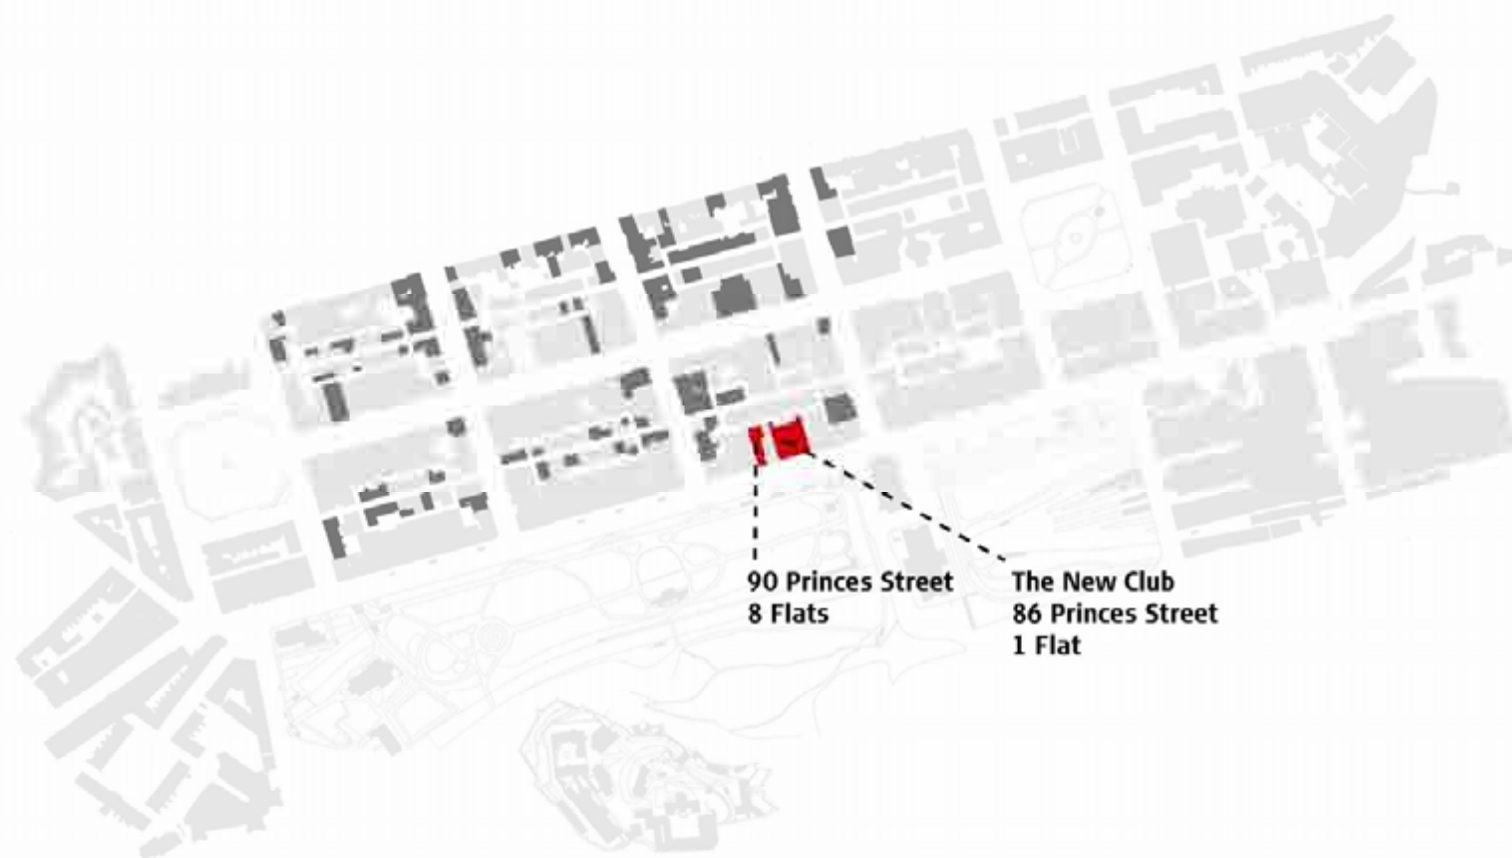 90 Princes Street
8 Flats
The New Club
86 Princes Street
1 Flat